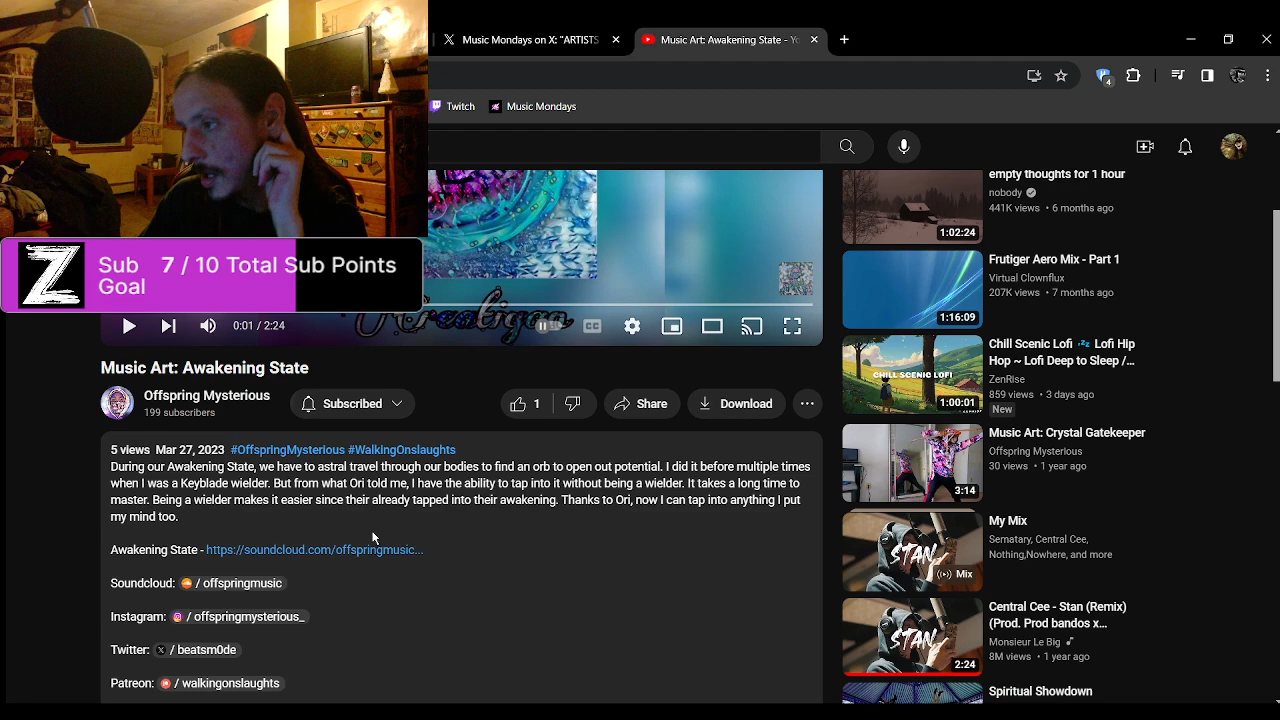 Music Mondays on X: "ARTISTS
Music Art: Awakening State - Yo
4
Twitch
Music Mondays
Z
Sub Goal
7 / 10 Total Sub Points
0:01 / 2:24
CC
Music Art: Awakening State
Offspring Mysterious
199 subscribers
Subscribed
1
Share
Download
5 views Mar 27, 2023 #OffspringMysterious #WalkingOnslaughts
During our Awakening State, we have to astral travel through our bodies to find an orb to open out potential. I did it before multiple times
when I was a Keyblade wielder. But from what Ori told me, I have the ability to tap into it without being a wielder. It takes a long time to
master. Being a wielder makes it easier since their already tapped into their awakening. Thanks to Ori, now I can tap into anything I put
my mind too.
Awakening State - https://soundcloud.com/offspringmusic...
Soundcloud: / offspringmusic
Instagram: / offspringmysterious_
Twitter: / beatsm0de
Patreon: / walkingonslaughts
empty thoughts for 1 hour
nobody
441K views • 6 months ago
1:02:24
Frutiger Aero Mix - Part 1
Virtual Clownflux
207K views • 7 months ago
1:16:09
Chill Scenic Lofi 💤 Lofi Hip
Hop ~ Lofi Deep to Sleep /...
ZenRise
859 views • 3 days ago
New
CHILL SCENIC LOFI
1:00:01
Music Art: Crystal Gatekeeper
Offspring Mysterious
30 views • 1 year ago
3:14
My Mix
Sematary, Central Cee,
Nothing,Nowhere, and more
STAN
Mix
Central Cee - Stan (Remix)
(Prod. Prod bandos x...
Monsieur Le Big
8M views • 1 year ago
STAN
2:24
Spiritual Showdown